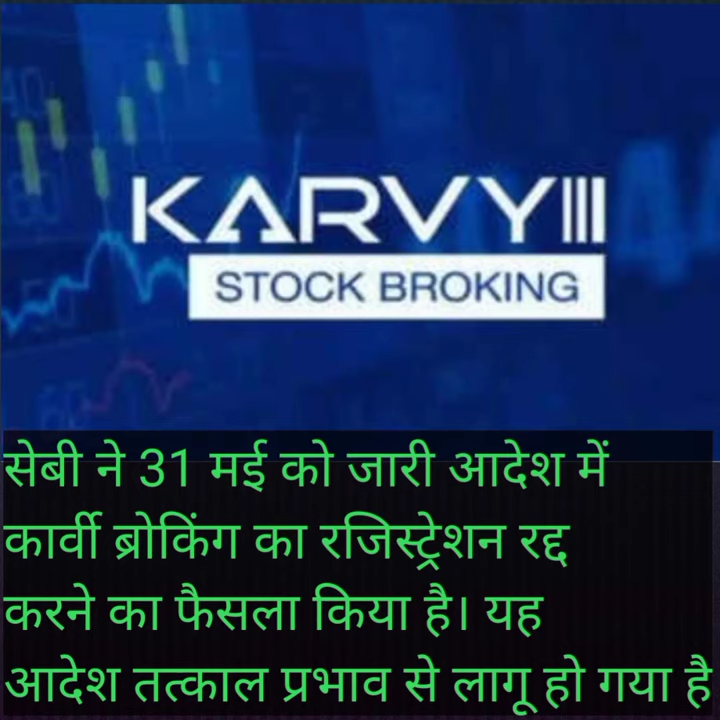 KARVY
STOCK BROKING
सेबी ने 31 मई को जारी आदेश में
कार्वी ब्रोकिंग का रजिस्ट्रेशन रद्द
करने का फैसला किया है। यह
आदेश तत्काल प्रभाव से लागू हो गया है